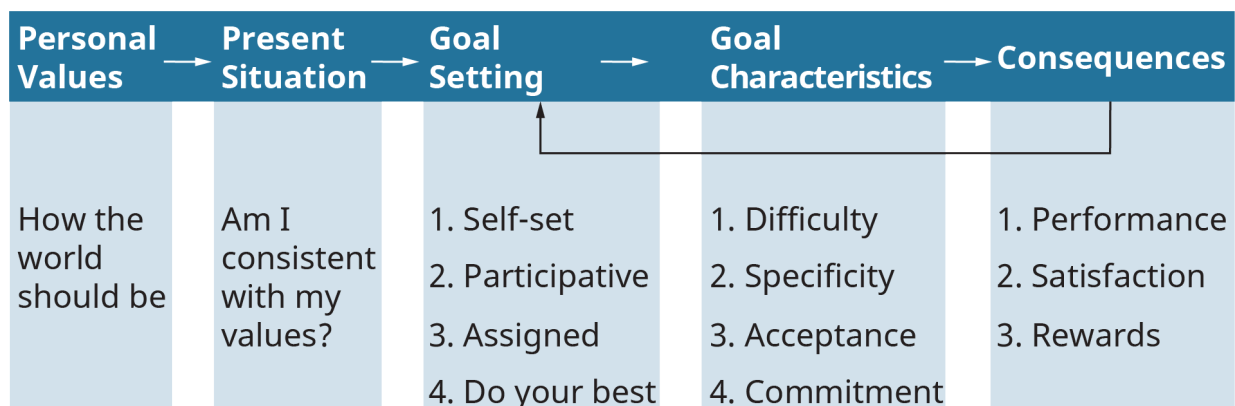 Personal
Values
Present
Situation
Goal
Setting
Goal
Characteristics
Consequences
How the
world
should be
Am I
consistent
with my
values?
1. Self-set
2. Participative
3. Assigned
4. Do your best
1. Difficulty
2. Specificity
3. Acceptance
4. Commitment
1. Performance
2. Satisfaction
3. Rewards